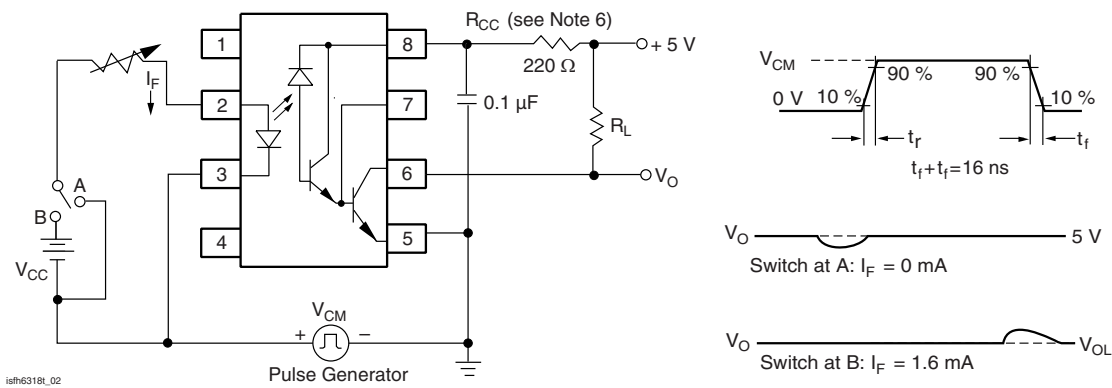 R_CC (see Note 6)
1
8
+ 5 V
220 Ω
I_F
2
7
0.1 μF
R_L
3
6
V_O
A
B
4
5
V_CC
V_CM
+
–
Pulse Generator
isfh6318t_02
V_CM
90 %
90 %
0 V
10 %
10 %
t_r
t_f
t_f+t_f=16 ns
V_O
5 V
Switch at A: I_F = 0 mA
V_O
V_OL
Switch at B: I_F = 1.6 mA